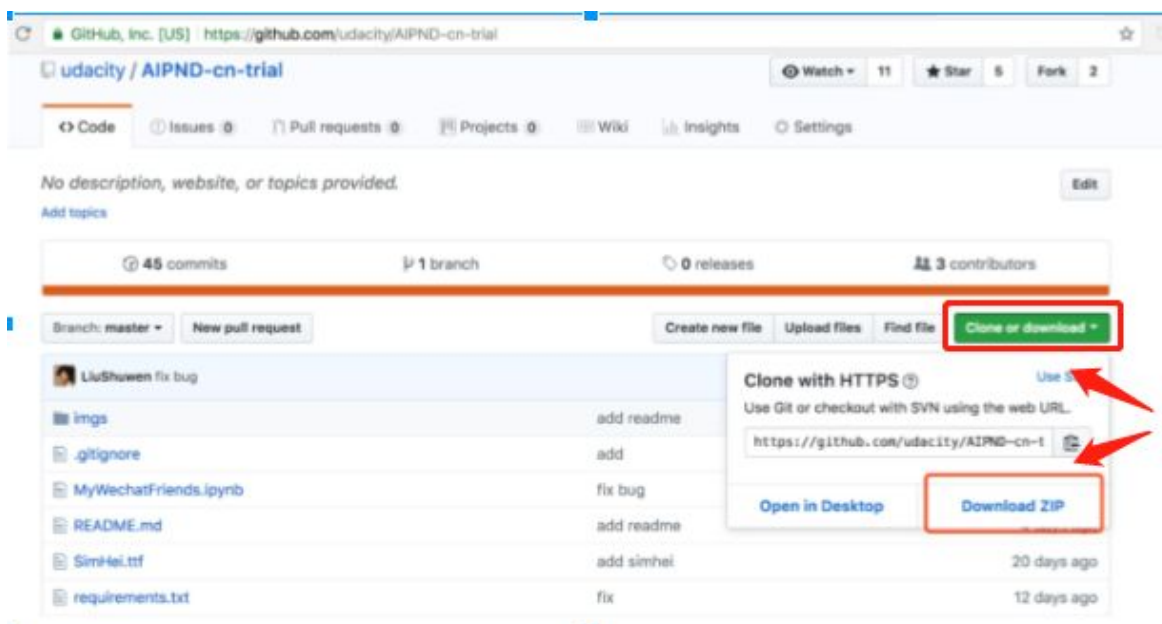 GitHub, Inc. [US] https://github.com/udacity/AIPND-cn-trial
udacity / AIPND-cn-trial
Watch 11 Star 5 Fork 2
Code Issues 0 Pull requests 0 Projects 0 Wiki Insights Settings
No description, website, or topics provided.
Edit
Add topics
45 commits 1 branch 0 releases 3 contributors
Branch: master New pull request Create new file Upload files Find file Clone or download
LiuShuwen fix bug
Clone with HTTPS Use
Use Git or checkout with SVN using the web URL.
https://github.com/udacity/AIPND-cn-t
Open in Desktop Download ZIP
imgs add readme
.gitignore add
MyWechatFriends.ipynb fix bug
README.md add readme
SimHei.ttf add simhei 20 days ago
requirements.txt fix 12 days ago